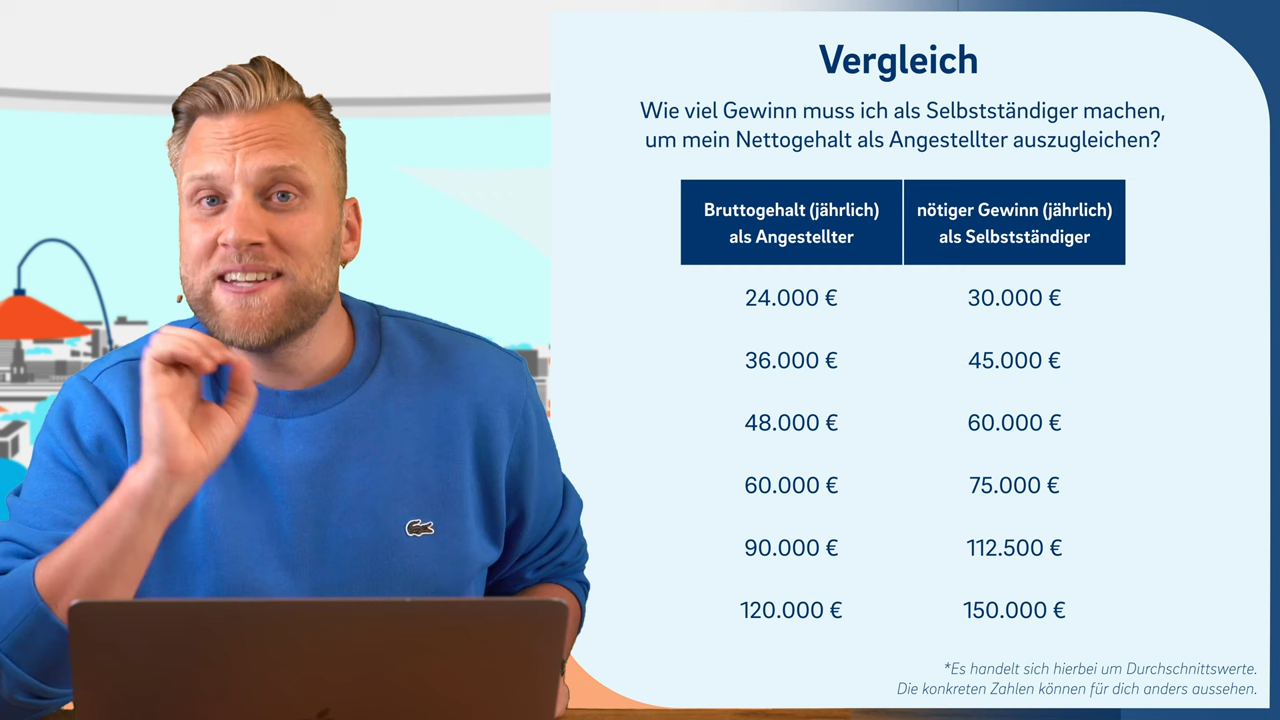 Vergleich
Wie viel Gewinn muss ich als Selbstständiger machen,
um mein Nettogehalt als Angestellter auszugleichen?
Bruttogehalt (jährlich)
als Angestellter
nötiger Gewinn (jährlich)
als Selbstständiger
24.000 € 30.000 €
36.000 € 45.000 €
48.000 € 60.000 €
60.000 € 75.000 €
90.000 € 112.500 €
120.000 € 150.000 €
*Es handelt sich hierbei um Durchschnittswerte.
Die konkreten Zahlen können für dich anders aussehen.